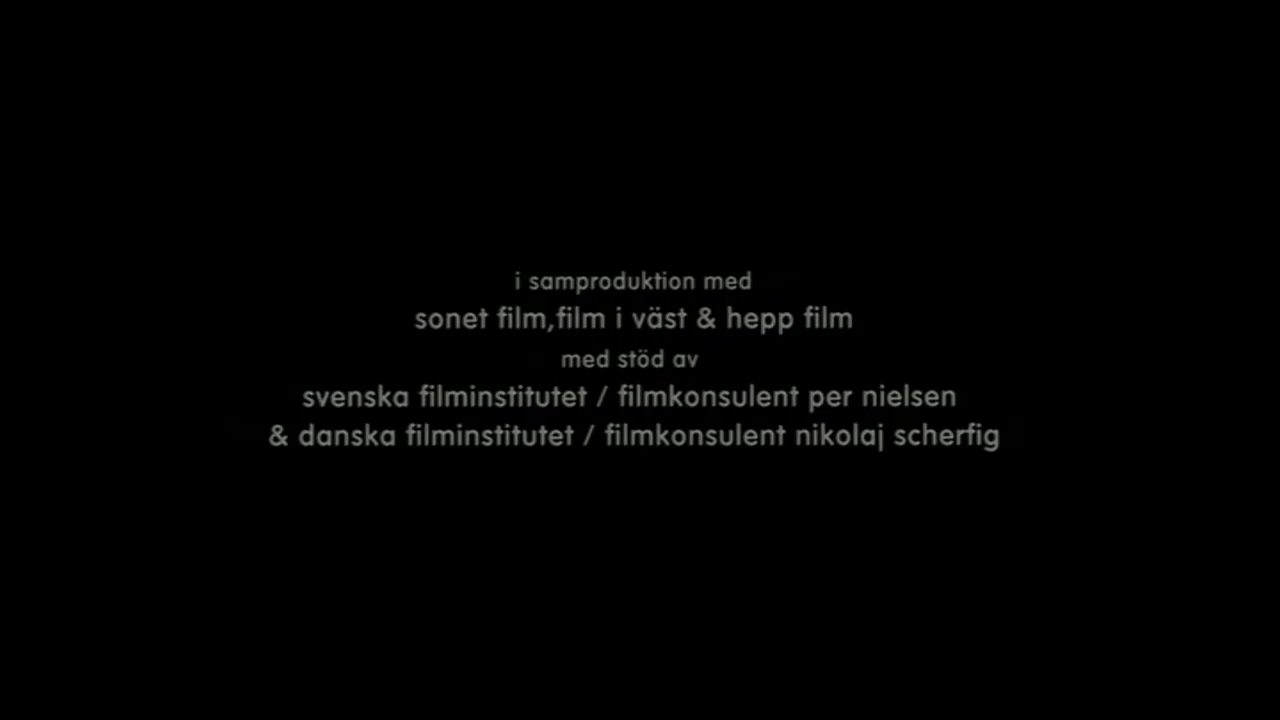 i samproduktion med
sonet film,film i väst & hepp film
med stöd av
svenska filminstitutet / filmkonsulent per nielsen
& danska filminstitutet / filmkonsulent nikolaj scherfig